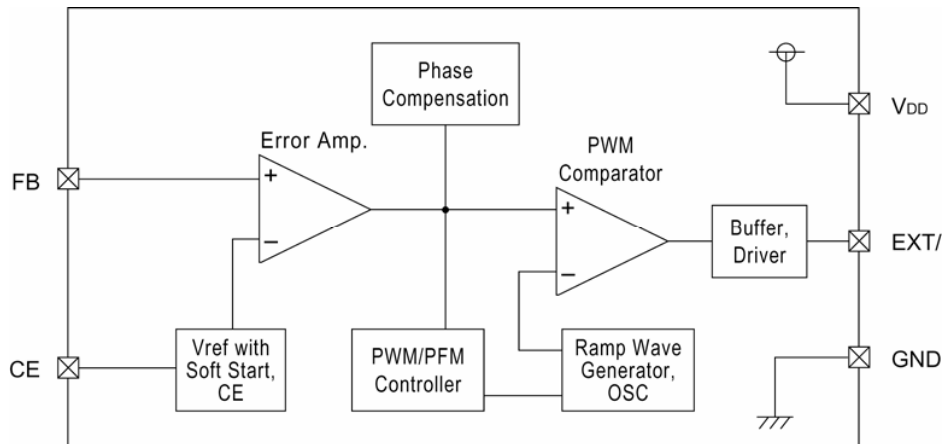 Phase
Compensation
Error Amp.
PWM
Comparator
VDD
FB
+
−
+
−
Buffer,
Driver
EXT/
CE
Vref with
Soft Start,
CE
PWM/PFM
Controller
Ramp Wave
Generator,
OSC
GND